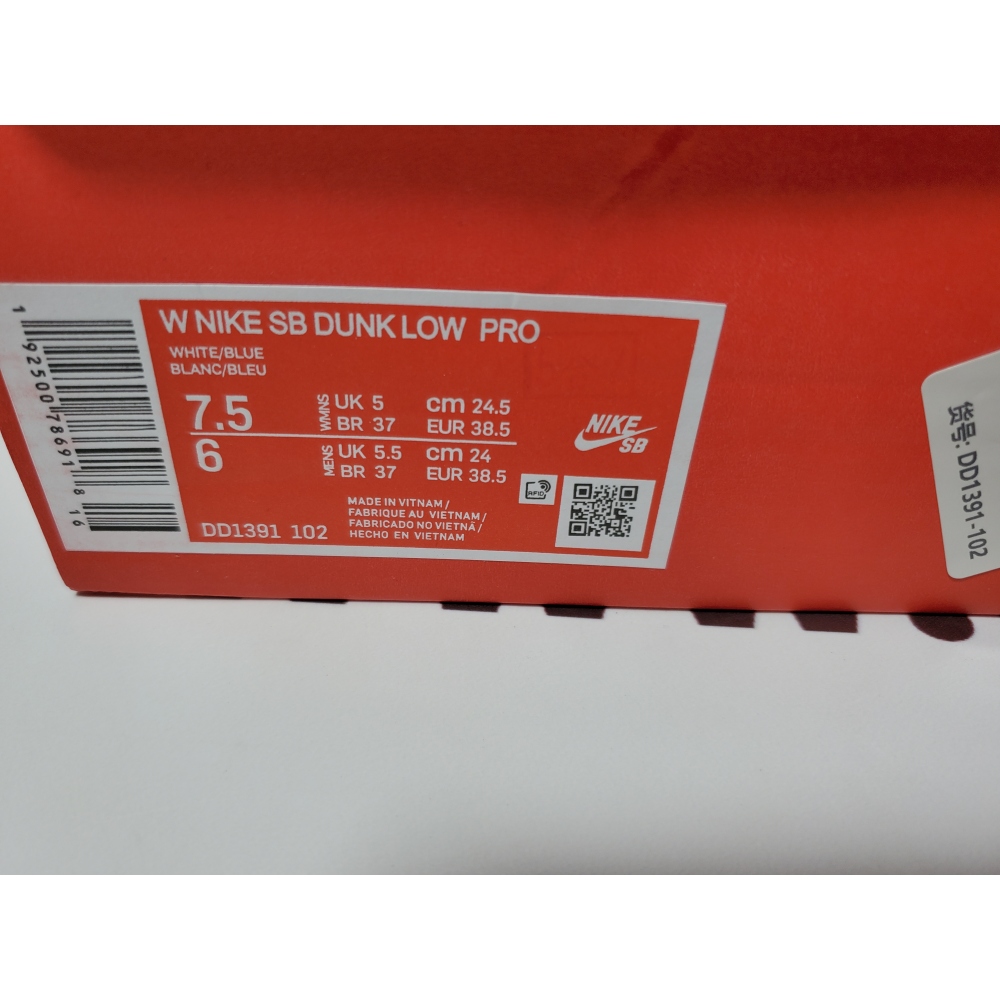 W NIKE SB DUNK LOW PRO
WHITE/BLUE
BLANC/BLEU
7.5
WMNS
UK 5
cm 24.5
BR 37
EUR 38.5
6
MENS
UK 5.5
cm 24
BR 37
EUR 38.5
NIKE
SB
RFID
MADE IN VITNAM /
FABRIQUE AU VIETNAM /
FABRICADO NO VIETNÃ /
HECHO EN VIETNAM
DD1391 102
1 92500 78691 8 16
货号: DD1391-102